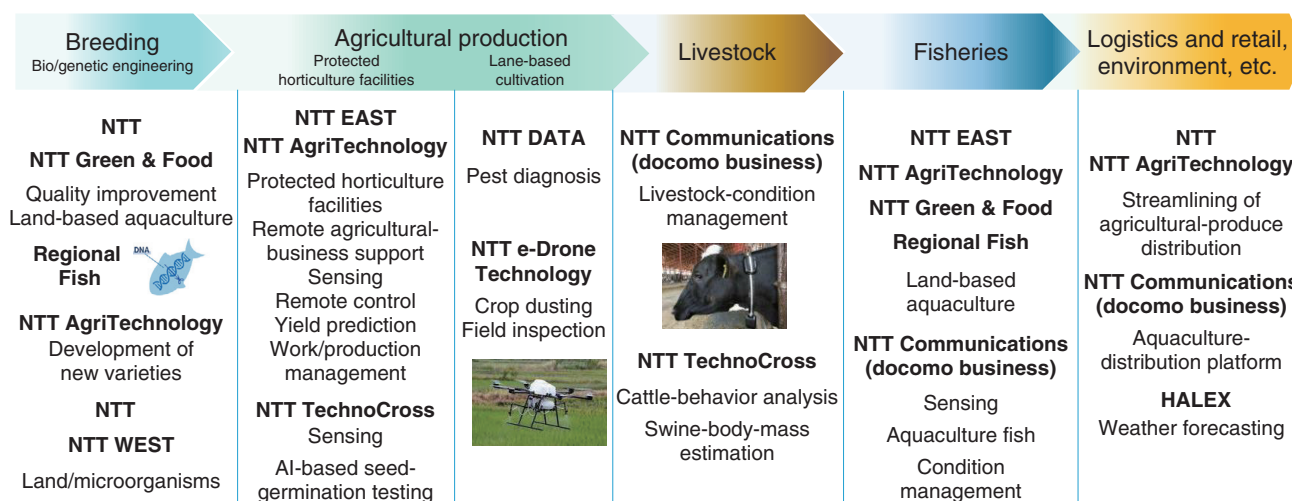 Breeding
Bio/genetic engineering
Agricultural production
Protected
horticulture facilities
Lane-based
cultivation
Livestock
Fisheries
Logistics and retail,
environment, etc.
NTT
NTT Green & Food
Quality improvement
Land-based aquaculture
Regional
Fish
DNA
NTT AgriTechnology
Development of
new varieties
NTT
NTT WEST
Land/microorganisms
NTT EAST
NTT AgriTechnology
Protected horticulture
facilities
Remote agricultural-
business support
Sensing
Remote control
Yield prediction
Work/production
management
NTT TechnoCross
Sensing
AI-based seed-
germination testing
NTT DATA
Pest diagnosis
NTT e-Drone
Technology
Crop dusting
Field inspection
NTT Communications
(docomo business)
Livestock-condition
management
NTT TechnoCross
Cattle-behavior analysis
Swine-body-mass
estimation
NTT EAST
NTT AgriTechnology
NTT Green & Food
Regional Fish
Land-based
aquaculture
NTT Communications
(docomo business)
Sensing
Aquaculture fish
Condition
management
NTT
NTT AgriTechnology
Streamlining of
agricultural-produce
distribution
NTT Communications
(docomo business)
Aquaculture-
distribution platform
HALEX
Weather forecasting